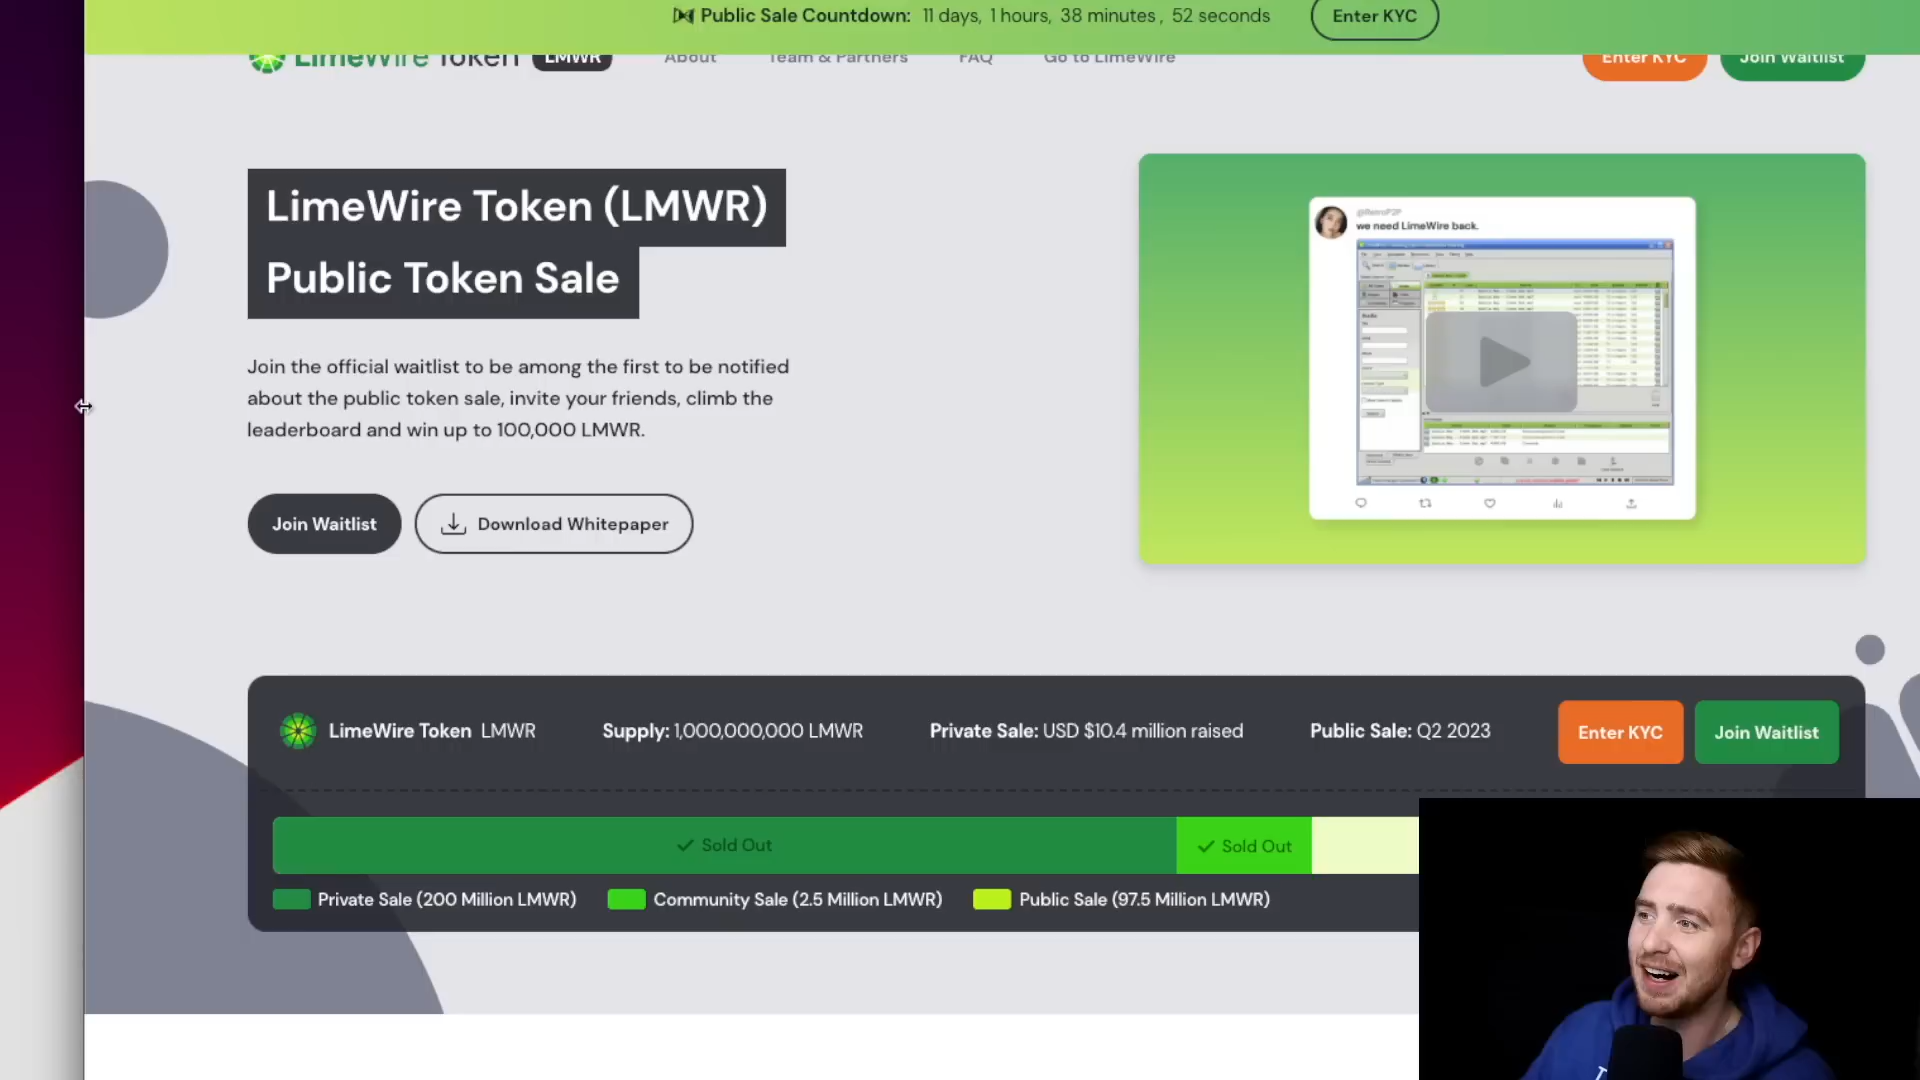 Public Sale Countdown: 11 days, 1 hours, 38 minutes, 52 seconds
Enter KYC
LimeWire Token LMWR
About
Team & Partners
FAQ
Go to LimeWire
Enter KYC
Join Waitlist
LimeWire Token (LMWR)
Public Token Sale
Join the official waitlist to be among the first to be notified
about the public token sale, invite your friends, climb the
leaderboard and win up to 100,000 LMWR.
Join Waitlist
Download Whitepaper
we need LimeWire back.
LimeWire Token LMWR
Supply: 1,000,000,000 LMWR
Private Sale: USD $10.4 million raised
Public Sale: Q2 2023
Enter KYC
Join Waitlist
Sold Out
Sold Out
Private Sale (200 Million LMWR)
Community Sale (2.5 Million LMWR)
Public Sale (97.5 Million LMWR)